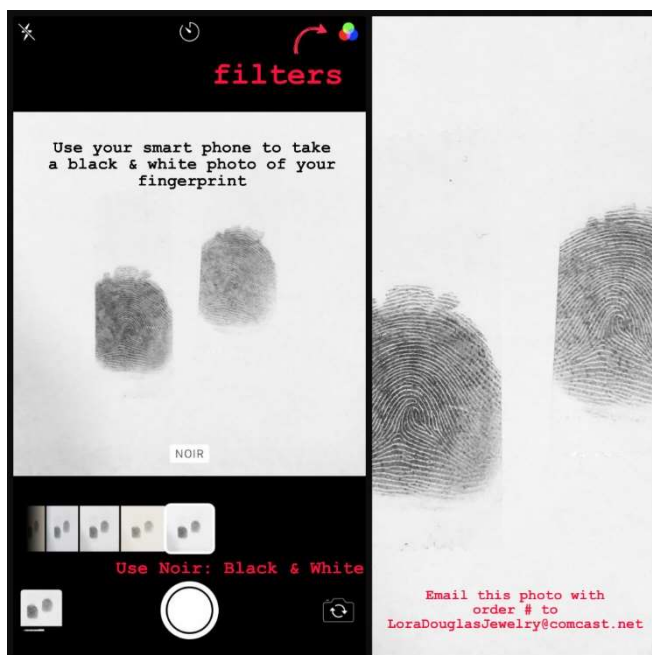 filters
Use your smart phone to take
a black & white photo of your
fingerprint
NOIR
Use Noir: Black & White
Email this photo with
order # to
LoraDouglasJewelry@comcast.net